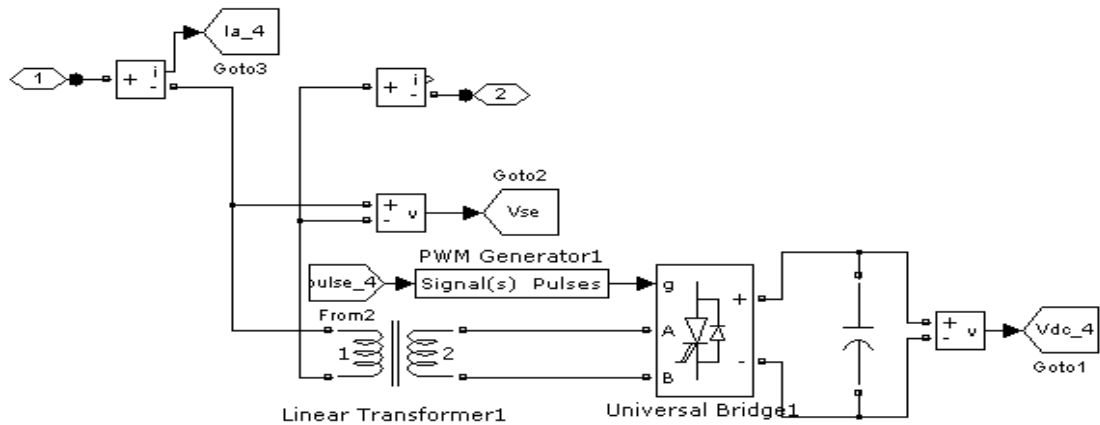 Ia_4
Goto3
1
+ i
-
+ i
-
2
Goto2
+
- v
Vse
PWM Generator1
ulse_4
Signal(s) Pulses
From2
g
A
B
+
-
1
2
+
- v
Vdc_4
Goto1
Linear Transformer1
Universal Bridge1